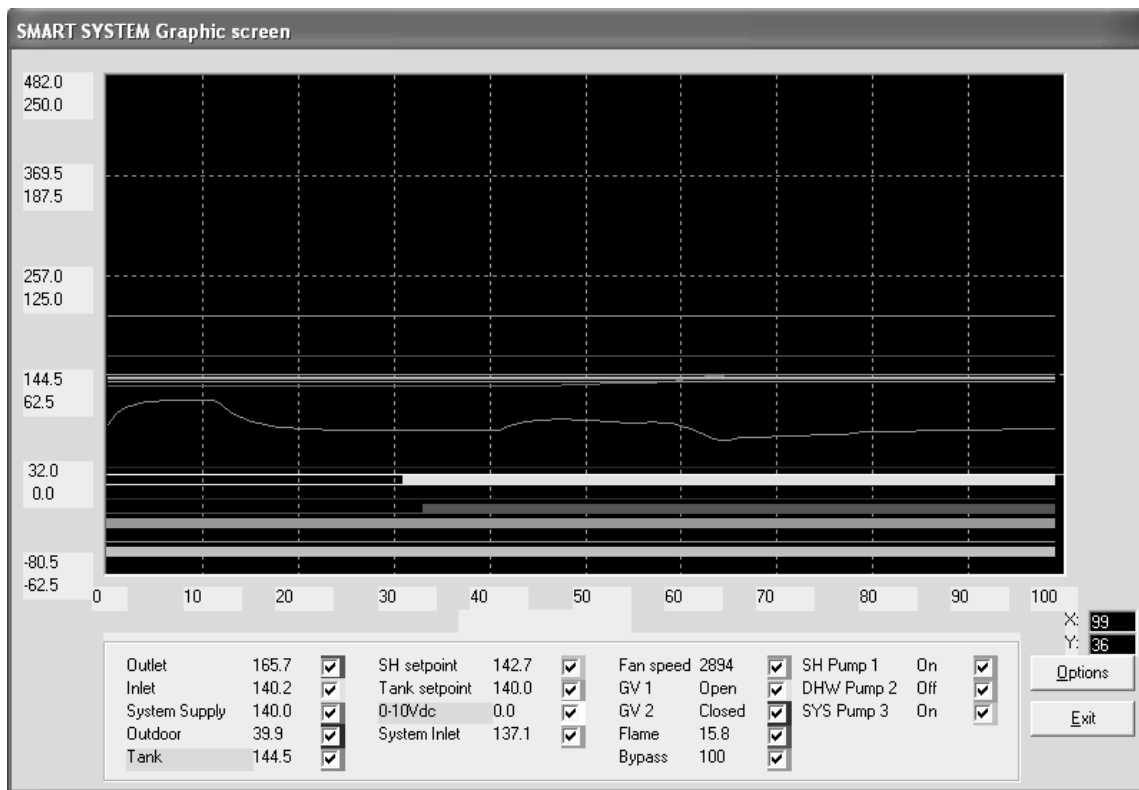 SMART SYSTEM Graphic screen
482.0
250.0
369.5
187.5
257.0
125.0
144.5
62.5
32.0
0.0
-80.5
-62.5
0 10 20 30 40 50 60 70 80 90 100
X: 99
Y: 36
Outlet 165.7 SH setpoint 142.7 Fan speed 2894 SH Pump 1 On
Inlet 140.2 Tank setpoint 140.0 GV 1 Open DHW Pump 2 Off
System Supply 140.0 0-10Vdc 0.0 GV 2 Closed SYS Pump 3 On
Outdoor 39.9 System Inlet 137.1 Flame 15.8
Tank 144.5 Bypass 100
Options
Exit